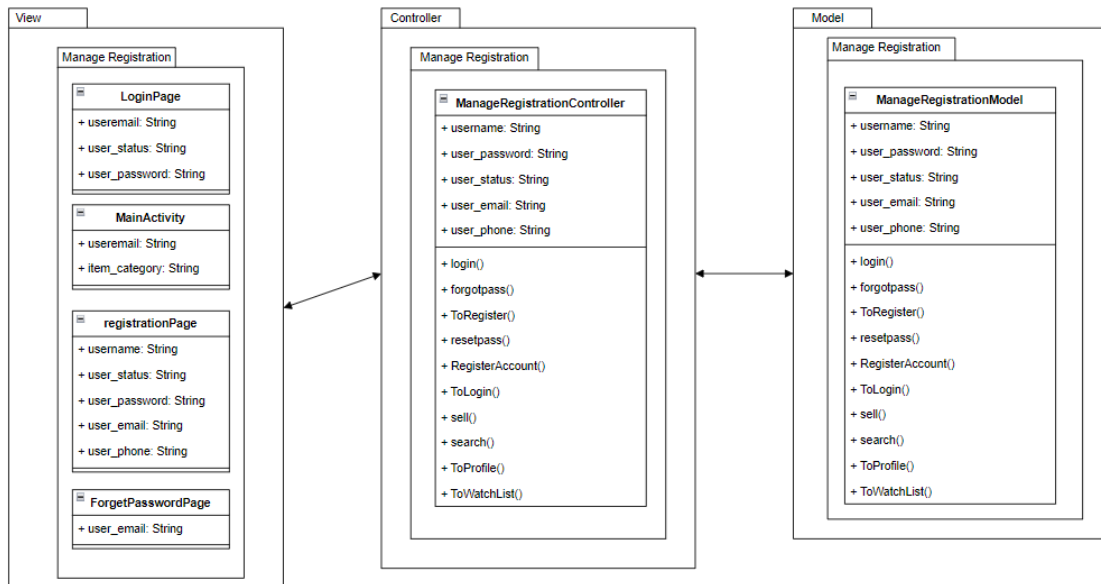 View
Manage Registration
LoginPage
+ useremail: String
+ user_status: String
+ user_password: String
MainActivity
+ useremail: String
+ item_category: String
registrationPage
+ username: String
+ user_status: String
+ user_password: String
+ user_email: String
+ user_phone: String
ForgetPasswordPage
+ user_email: String
Controller
Manage Registration
ManageRegistrationController
+ username: String
+ user_password: String
+ user_status: String
+ user_email: String
+ user_phone: String
+ login()
+ forgotpass()
+ ToRegister()
+ resetpass()
+ RegisterAccount()
+ ToLogin()
+ sell()
+ search()
+ ToProfile()
+ ToWatchList()
Model
Manage Registration
ManageRegistrationModel
+ username: String
+ user_password: String
+ user_status: String
+ user_email: String
+ user_phone: String
+ login()
+ forgotpass()
+ ToRegister()
+ resetpass()
+ RegisterAccount()
+ ToLogin()
+ sell()
+ search()
+ ToProfile()
+ ToWatchList()